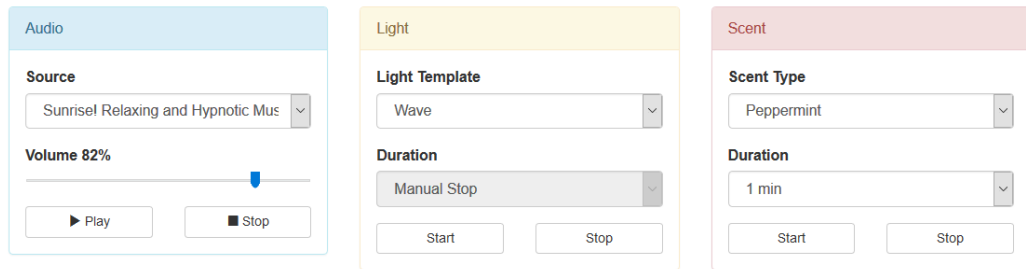 Audio
Source
Sunrise! Relaxing and Hypnotic Mus
Volume 82%
Play
Stop
Light
Light Template
Wave
Duration
Manual Stop
Start
Stop
Scent
Scent Type
Peppermint
Duration
1 min
Start
Stop